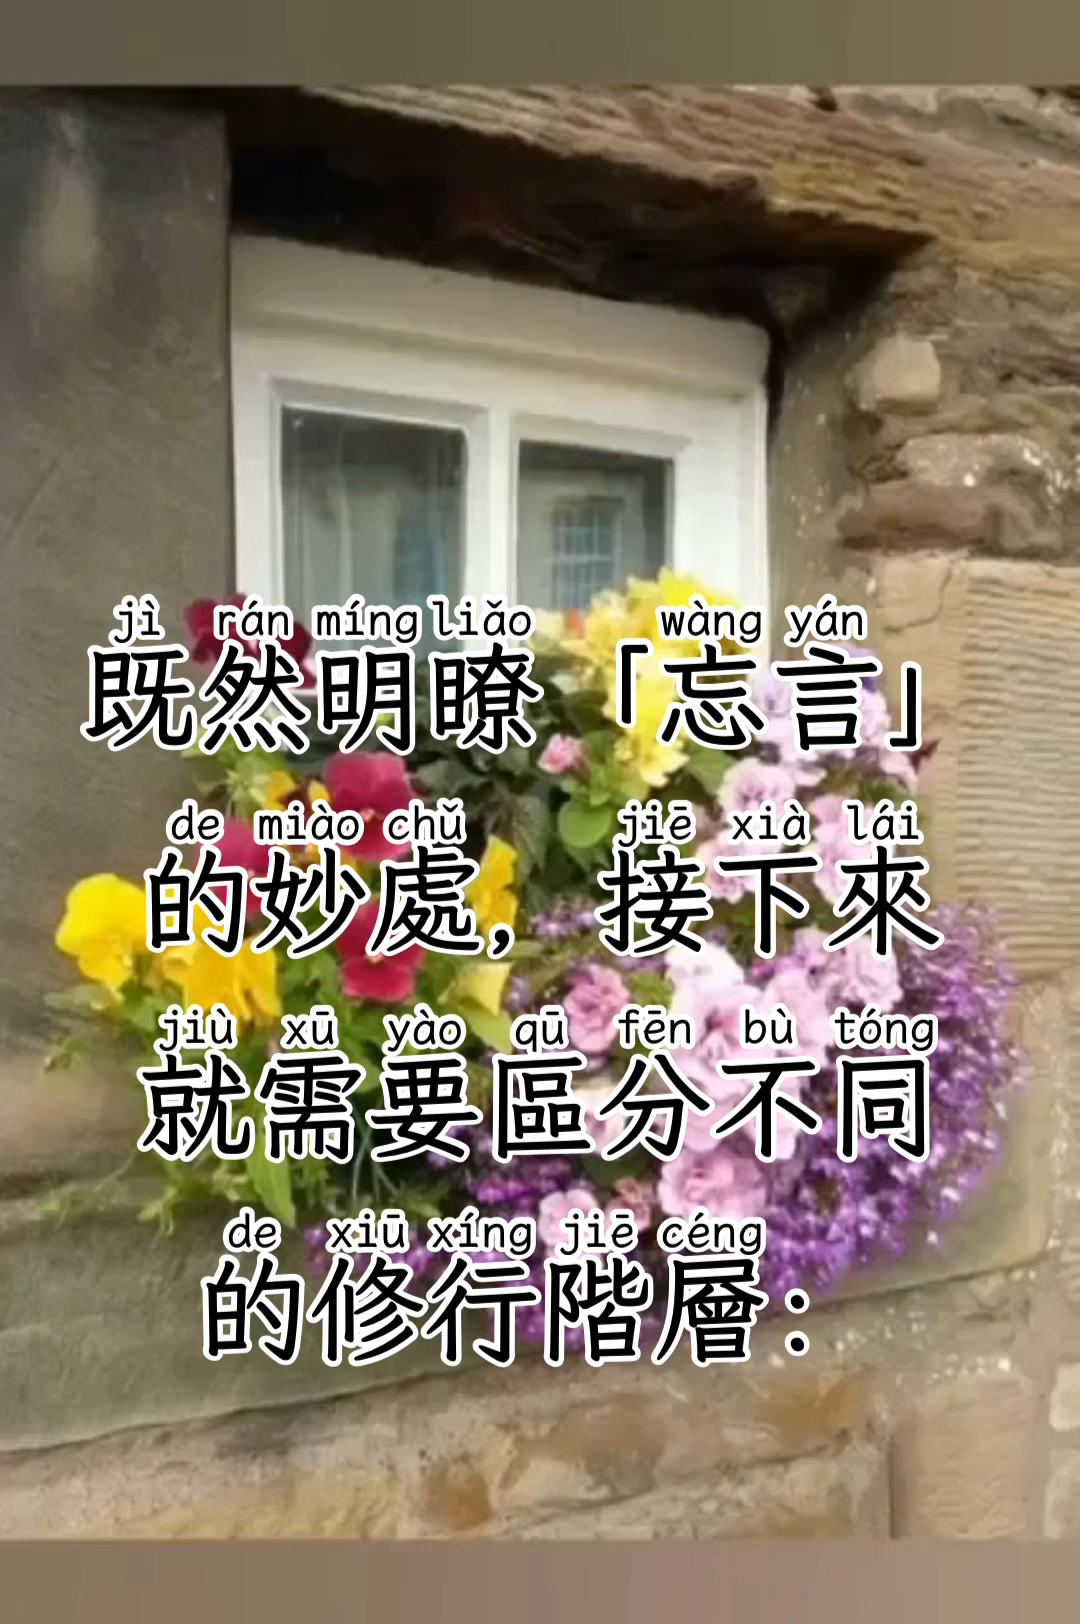 jì rán míng liǎo wàng yán
既然明瞭「忘言」
de miào chǔ jiē xià lái
的妙處，接下來
jiù xū yào qū fēn bù tóng
就需要區分不同
de xiū xíng jiē céng
的修行階層：